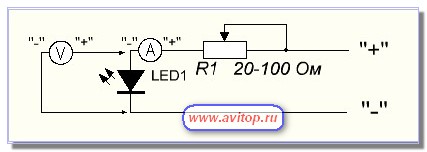 "-" V "+" "-" A "+" "+"
LED1 R1 20-100 Ом
"-"
www.avitop.ru